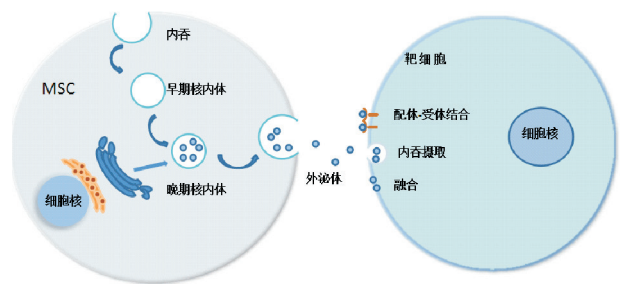 内吞
MSC
早期核内体
晚期核内体
细胞核
外泌体
靶细胞
配体-受体结合
细胞核
内吞摄取
融合